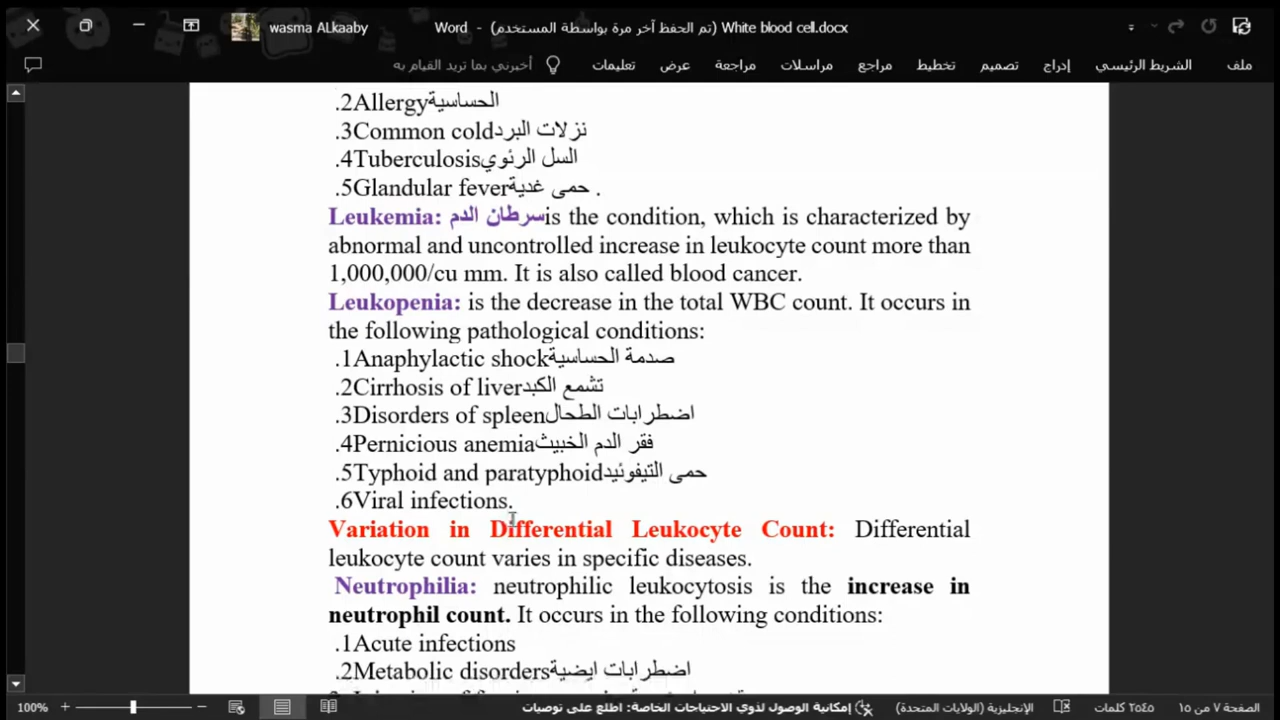 wasma ALkaaby
White blood cell.docx (تم الحفظ آخر مرة بواسطة المستخدم) - Word
ملف الشريط الرئيسي إدراج تصميم تخطيط مراجع مراسلات مراجعة عرض تعليمات أخبرني بما تريد القيام به
.2Allergyالحساسية
.3Common coldنزلات البرد
.4Tuberculosisالسل الرئوي
.5Glandular feverحمى غدية .
Leukemia: سرطان الدمis the condition, which is characterized by
abnormal and uncontrolled increase in leukocyte count more than
1,000,000/cu mm. It is also called blood cancer.
Leukopenia: is the decrease in the total WBC count. It occurs in
the following pathological conditions:
.1Anaphylactic shockصدمة الحساسية
.2Cirrhosis of liverتشمع الكبد
.3Disorders of spleenاضطرابات الطحال
.4Pernicious anemiaفقر الدم الخبيث
.5Typhoid and paratyphoidحمى التيفوئيد
.6Viral infections.
Variation in Differential Leukocyte Count: Differential
leukocyte count varies in specific diseases.
Neutrophilia: neutrophilic leukocytosis is the increase in
neutrophil count. It occurs in the following conditions:
.1Acute infections
.2Metabolic disordersاضطرابات ايضية
الصفحة ٧ من ١٥ ٢٥٤٥ كلمات الإنجليزية (الولايات المتحدة) إمكانية الوصول لذوي الاحتياجات الخاصة: اطلع على توصيات 100%